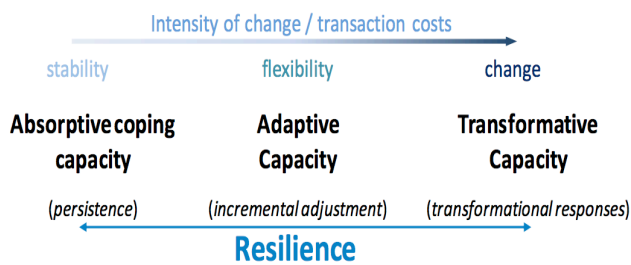 Intensity of change / transaction costs
stability flexibility change
Absorptive coping Adaptive Transformative
capacity Capacity Capacity
(persistence) (incremental adjustment) (transformational responses)
Resilience